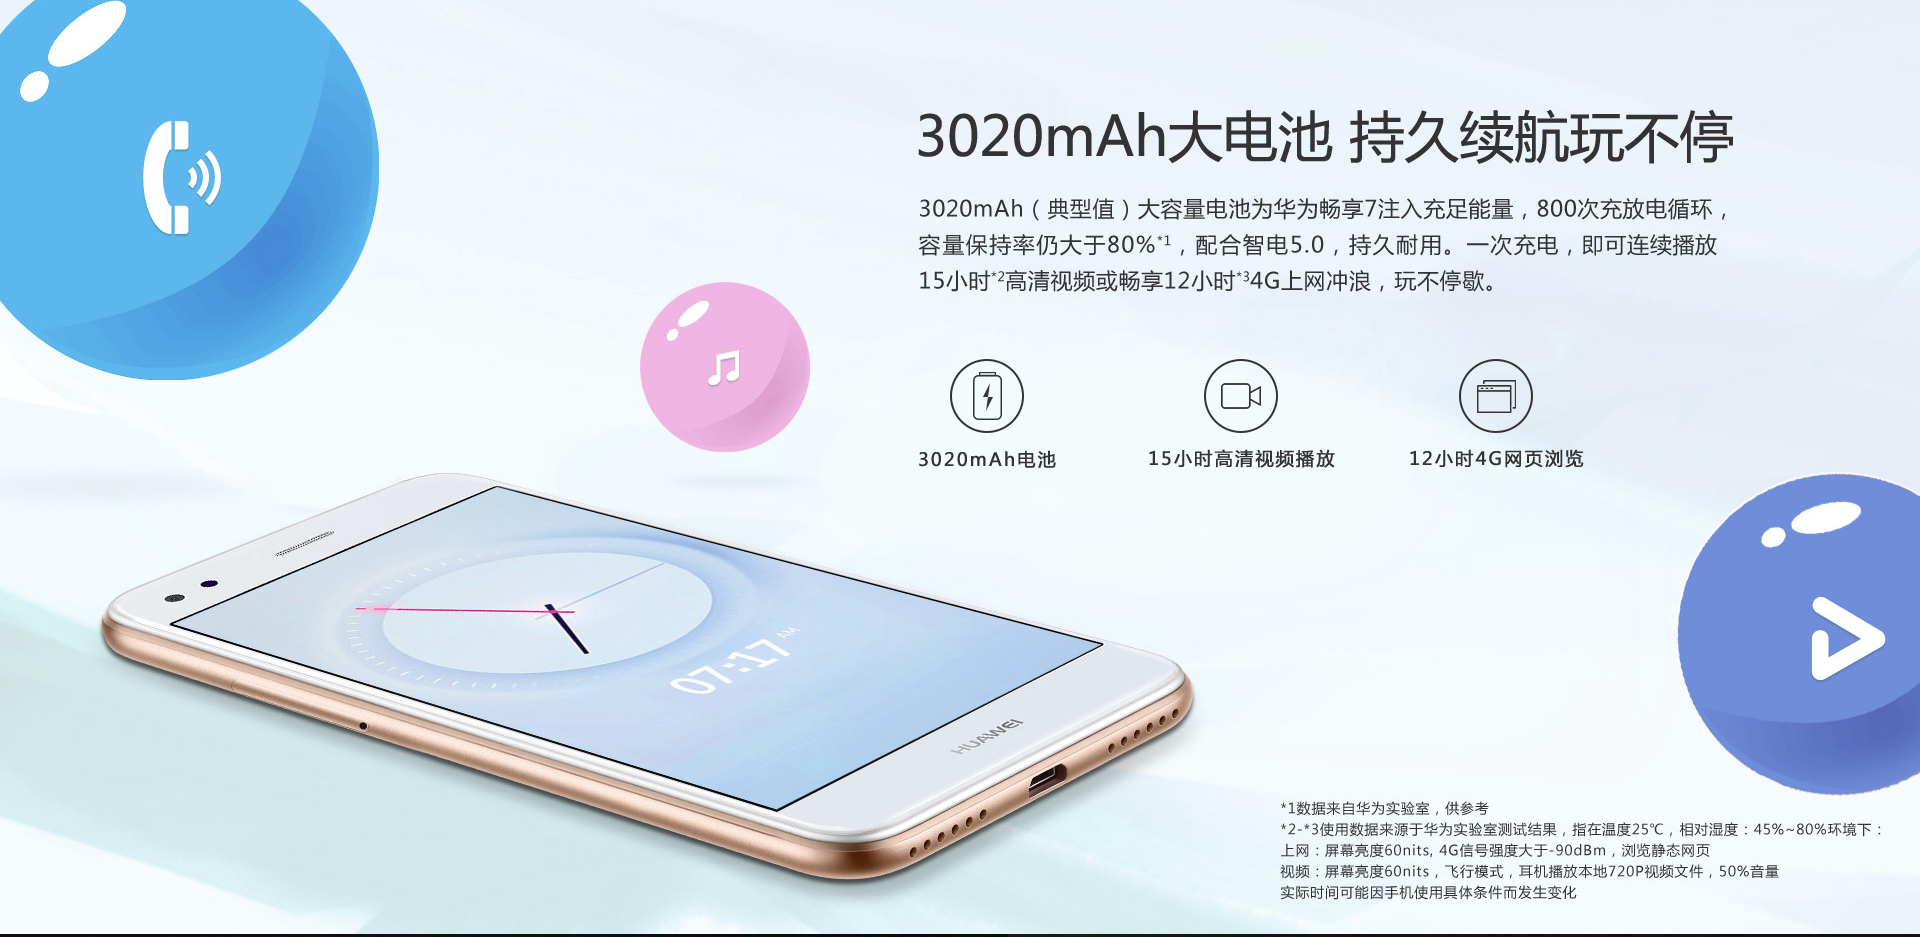 3020mAh大电池 持久续航玩不停
3020mAh（典型值）大容量电池为华为畅享7注入充足能量，800次充放电循环，
容量保持率仍大于80%*1，配合智电5.0，持久耐用。一次充电，即可连续播放
15小时*2高清视频或畅享12小时*34G上网冲浪，玩不停歇。
3020mAh电池
15小时高清视频播放
12小时4G网页浏览
07:17 AM
HUAWEI
*1数据来自华为实验室，供参考
*2-*3使用数据来源于华为实验室测试结果，指在温度25℃，相对湿度：45%~80%环境下：
上网：屏幕亮度60nits, 4G信号强度大于-90dBm，浏览静态网页
视频：屏幕亮度60nits，飞行模式，耳机播放本地720P视频文件，50%音量
实际时间可能因手机使用具体条件而发生变化